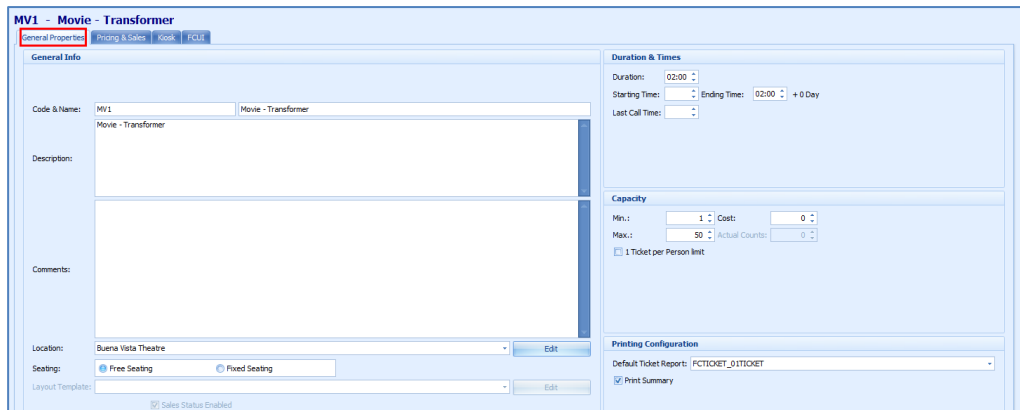 MV1 - Movie - Transformer
General Properties Pricing & Sales Kiosk FCUI
General Info
Code & Name: MV1 Movie - Transformer
Description: Movie - Transformer
Comments:
Location: Buena Vista Theatre Edit
Seating: Free Seating Fixed Seating
Layout Template: Edit
Sales Status Enabled
Duration & Times
Duration: 02:00
Starting Time: Ending Time: 02:00 + 0 Day
Last Call Time:
Capacity
Min.: 1 Cost: 0
Max.: 50 Actual Counts: 0
1 Ticket per Person limit
Printing Configuration
Default Ticket Report: FCTICKET_01TICKET
Print Summary